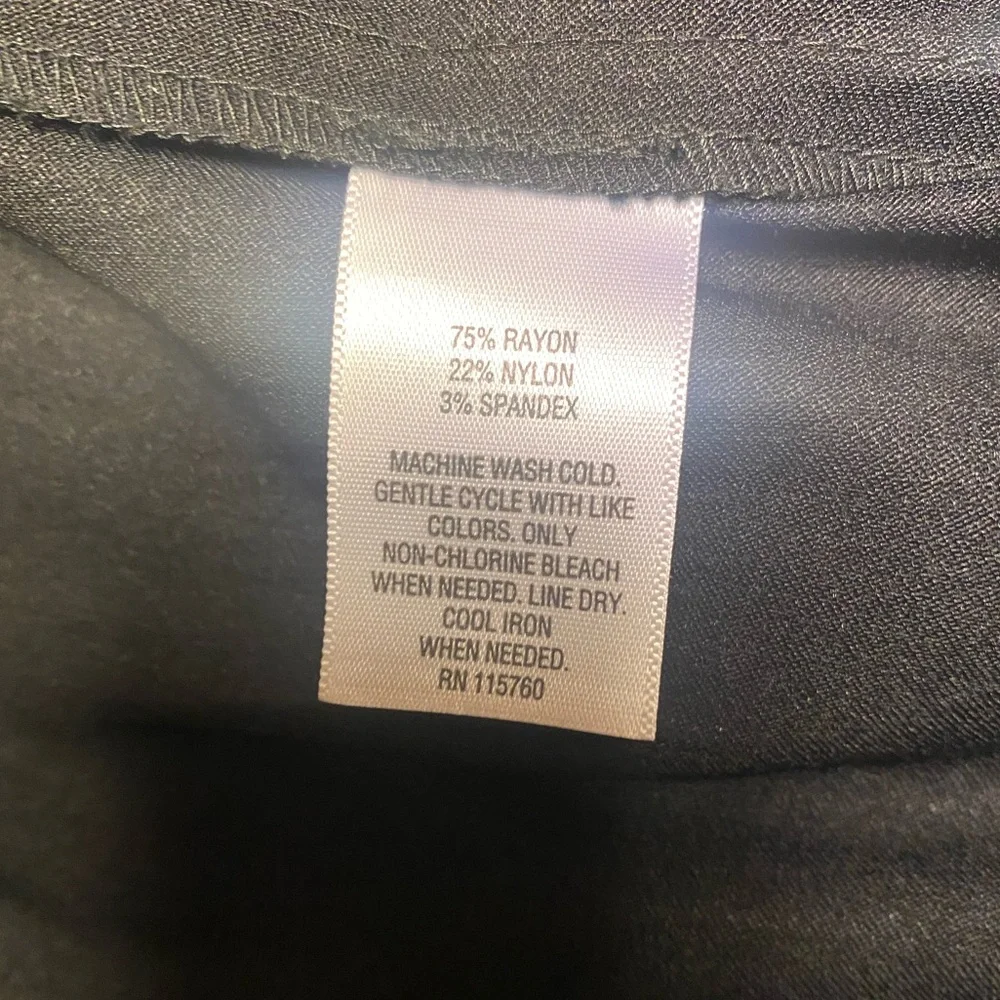 75% RAYON
22% NYLON
3% SPANDEX
MACHINE WASH COLD.
GENTLE CYCLE WITH LIKE
COLORS. ONLY
NON-CHLORINE BLEACH
WHEN NEEDED. LINE DRY.
COOL IRON
WHEN NEEDED.
RN 115760